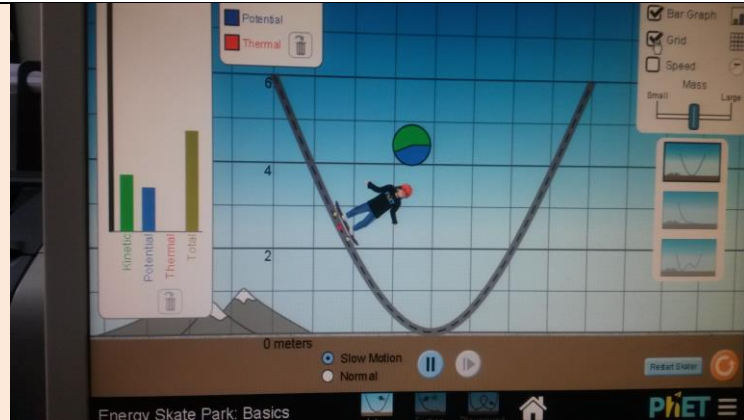 Potential
Thermal
Bar Graph
Grid
Speed
Mass
Small Large
6
4
2
0 meters
Kinetic
Potential
Thermal
Total
PhET
Slow Motion
Normal
Restart Skater
Energy Skate Park: Basics
PhET